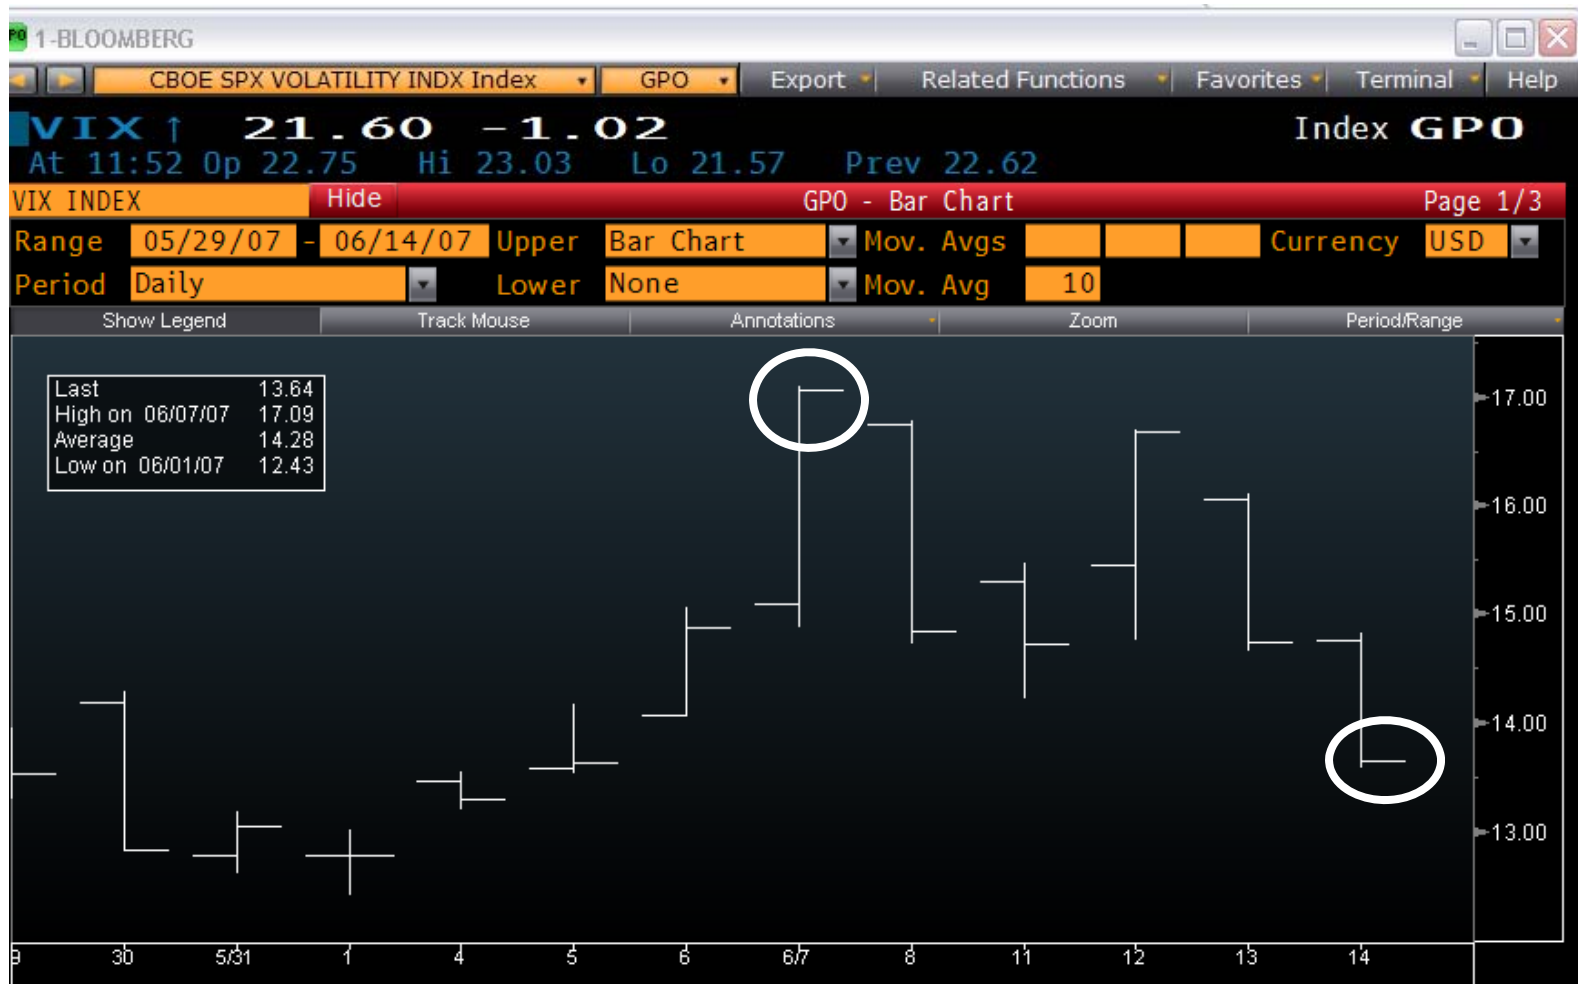 1-BLOOMBERG
CBOE SPX VOLATILITY INDX Index GPO Export Related Functions Favorites Terminal Help
VIX ↑ 21.60 -1.02 Index GPO
At 11:52 Op 22.75 Hi 23.03 Lo 21.57 Prev 22.62
VIX INDEX Hide GPO - Bar Chart Page 1/3
Range 05/29/07 - 06/14/07 Upper Bar Chart Mov. Avgs Currency USD
Period Daily Lower None Mov. Avg 10
Show Legend Track Mouse Annotations Zoom Period/Range
Last 13.64
High on 06/07/07 17.09
Average 14.28
Low on 06/01/07 12.43
17.00
16.00
15.00
14.00
13.00
9 30 5/31 1 4 5 6 6/7 8 11 12 13 14